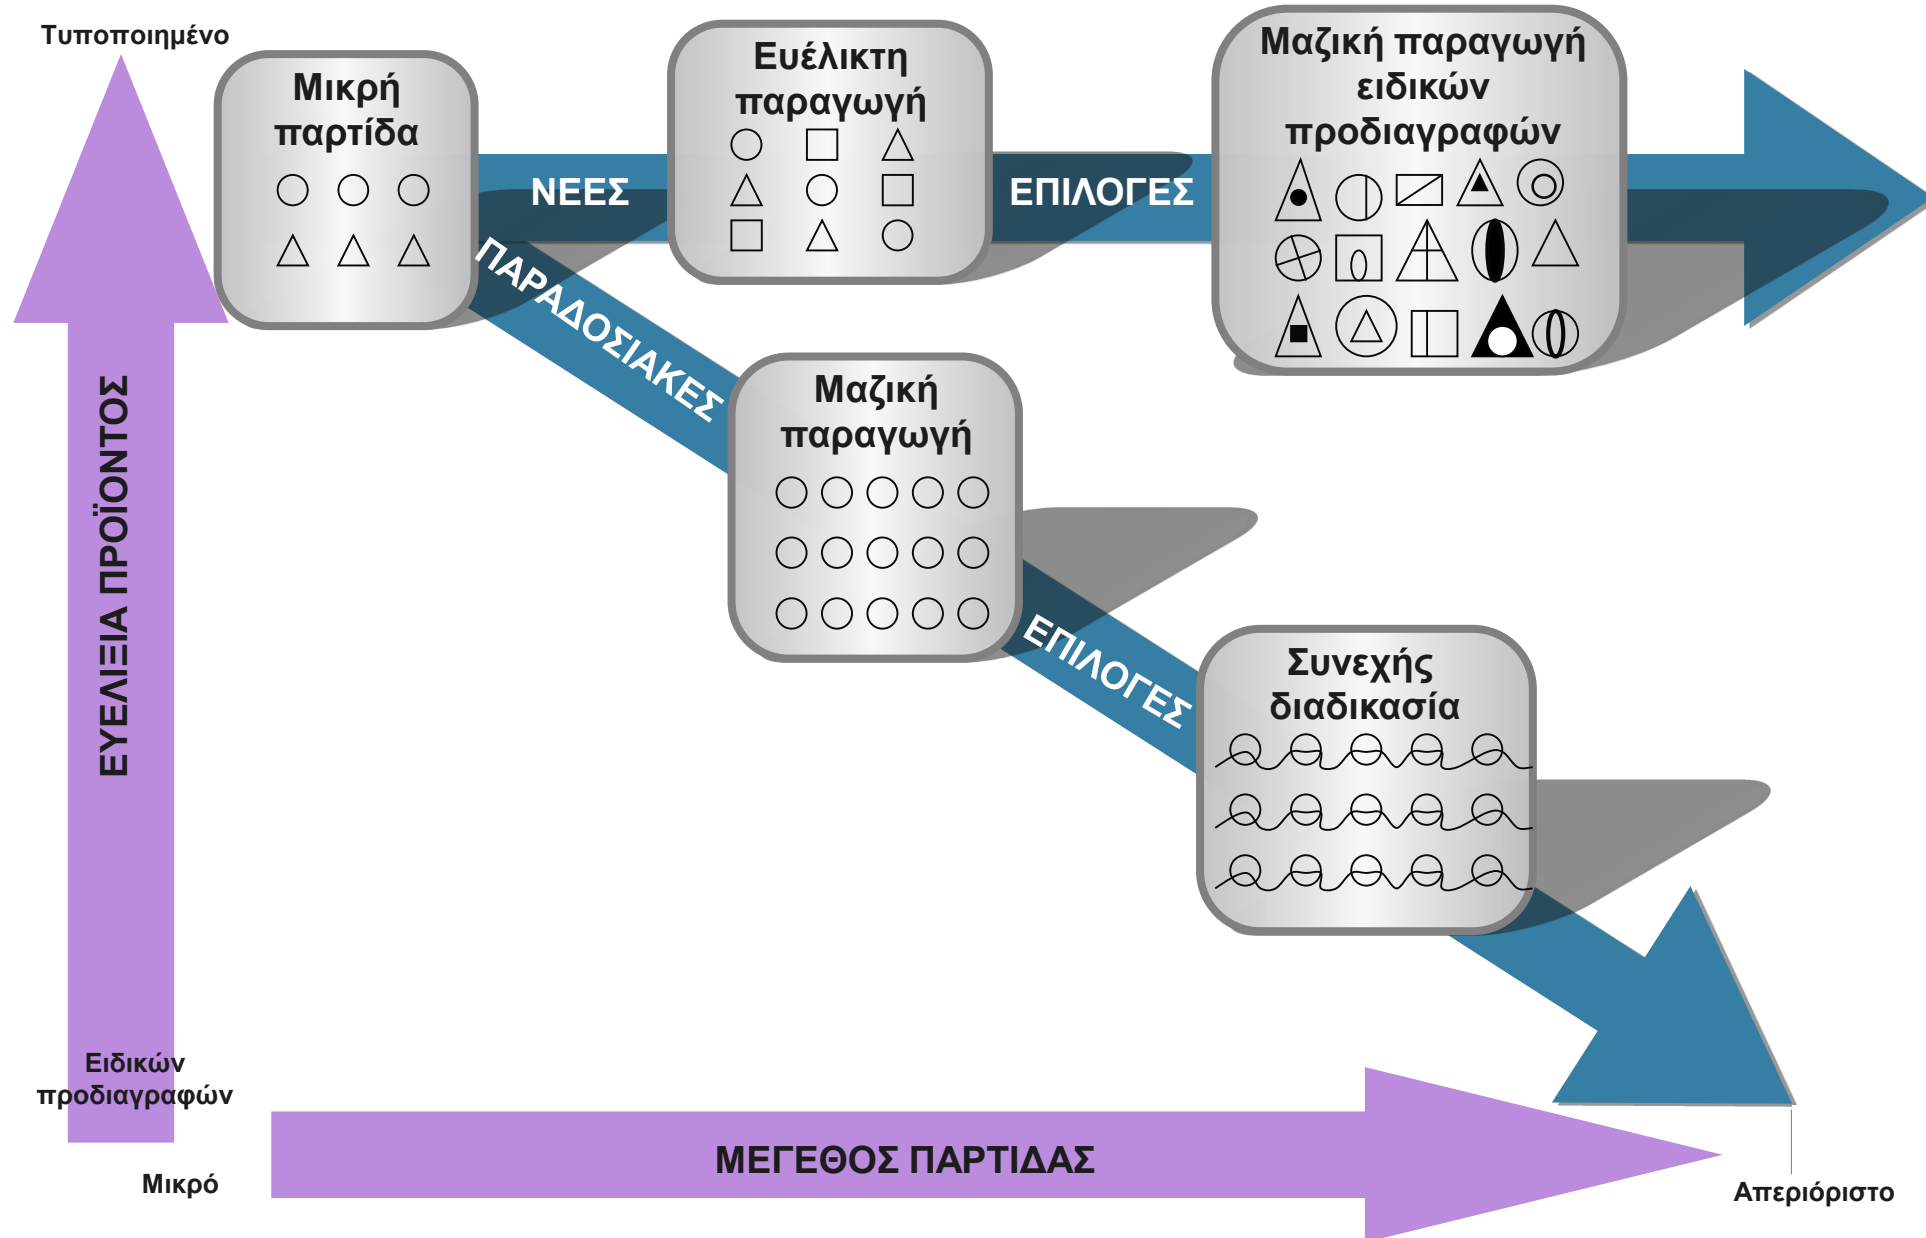 Τυποποιημένο
Μικρή
παρτίδα
Ευέλικτη
παραγωγή
Μαζική παραγωγή
ειδικών
προδιαγραφών
ΝΕΕΣ
ΕΠΙΛΟΓΕΣ
ΠΑΡΑΔΟΣΙΑΚΕΣ
Μαζική
παραγωγή
ΕΠΙΛΟΓΕΣ
Συνεχής
διαδικασία
ΕΥΕΛΙΞΙΑ ΠΡΟΪΟΝΤΟΣ
Ειδικών
προδιαγραφών
ΜΕΓΕΘΟΣ ΠΑΡΤΙΔΑΣ
Μικρό
Απεριόριστο